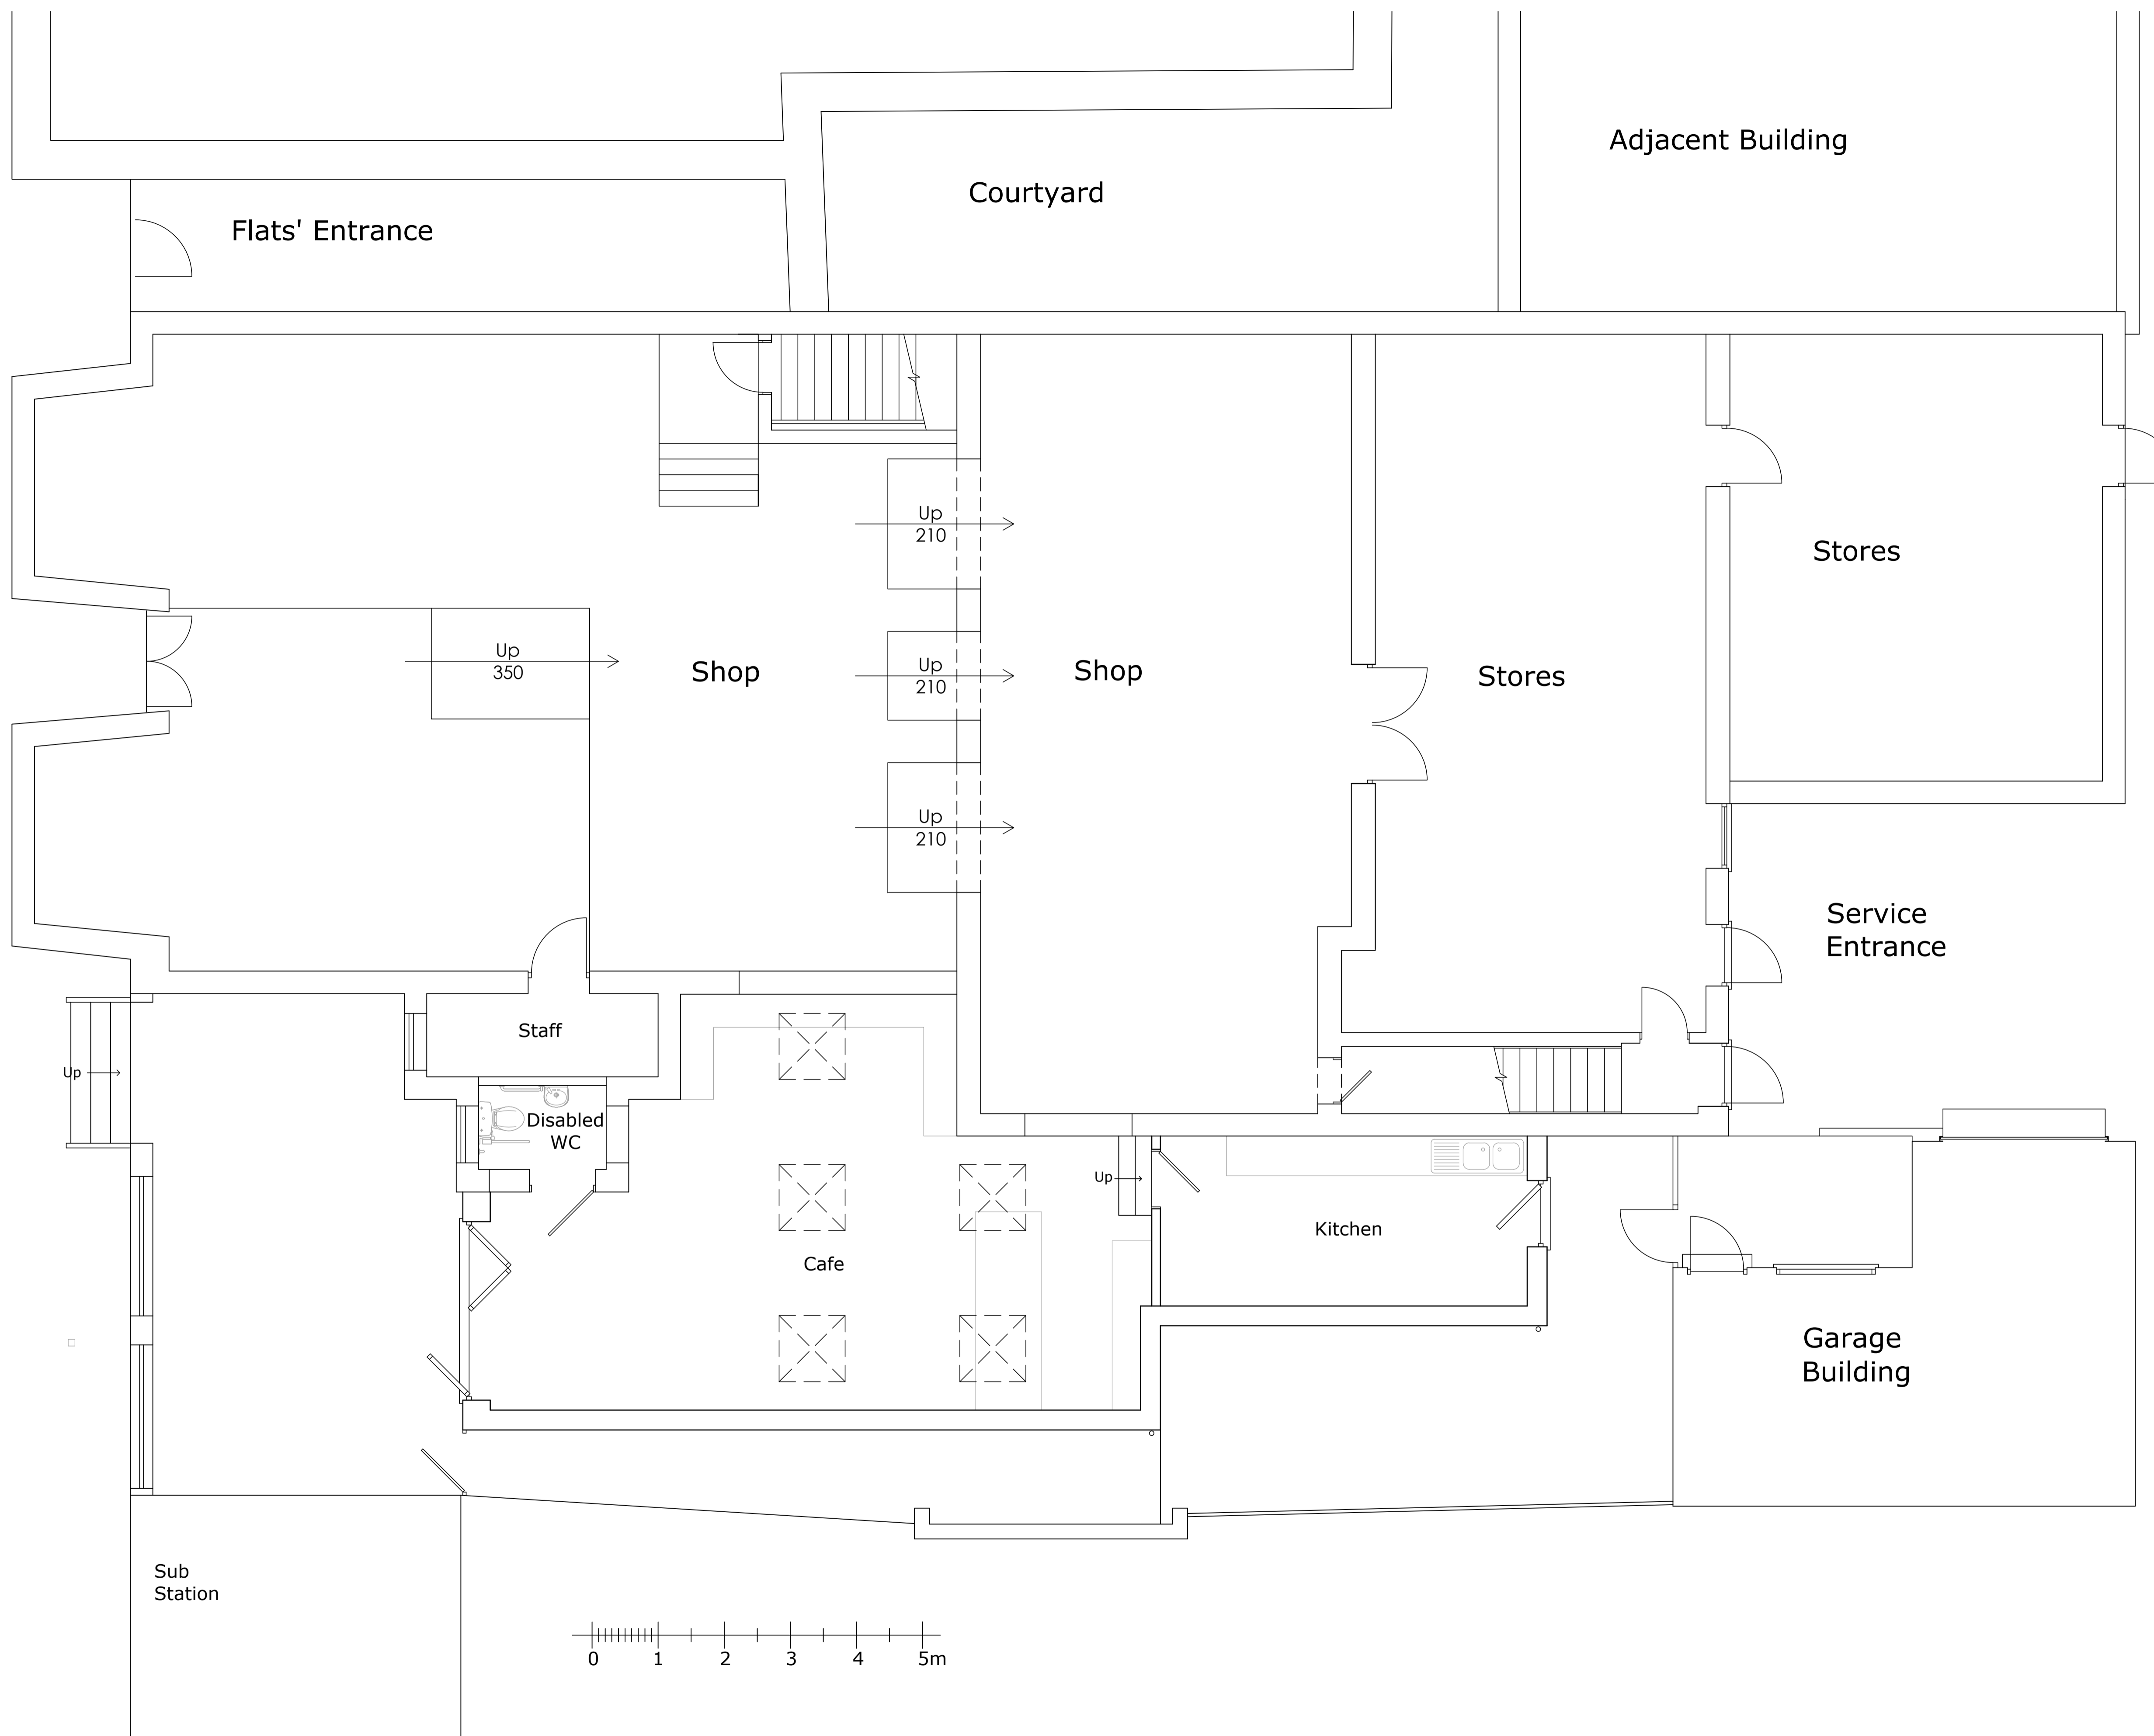 Adjacent Building
Courtyard
Flats' Entrance
Up
210
Stores
Up
350
Shop
Up
210
Shop
Stores
Up
210
Service
Entrance
Staff
Up
Disabled
WC
Up
Kitchen
Cafe
Garage
Building
Sub
Station
0 1 2 3 4 5m